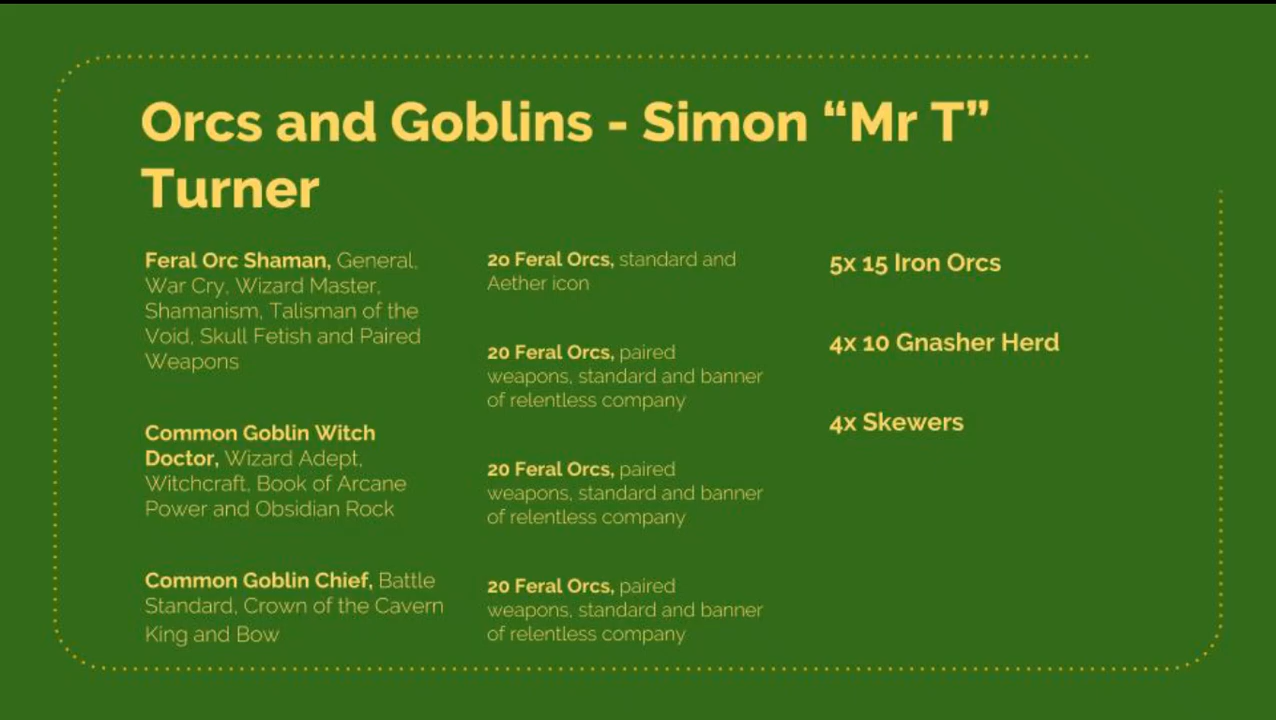 Orcs and Goblins - Simon “Mr T”
Turner
Feral Orc Shaman, General,
War Cry, Wizard Master,
Shamanism, Talisman of the
Void, Skull Fetish and Paired
Weapons
Common Goblin Witch
Doctor, Wizard Adept,
Witchcraft, Book of Arcane
Power and Obsidian Rock
Common Goblin Chief, Battle
Standard, Crown of the Cavern
King and Bow
20 Feral Orcs, standard and
Aether icon
20 Feral Orcs, paired
weapons, standard and banner
of relentless company
20 Feral Orcs, paired
weapons, standard and banner
of relentless company
20 Feral Orcs, paired
weapons, standard and banner
of relentless company
5x 15 Iron Orcs
4x 10 Gnasher Herd
4x Skewers